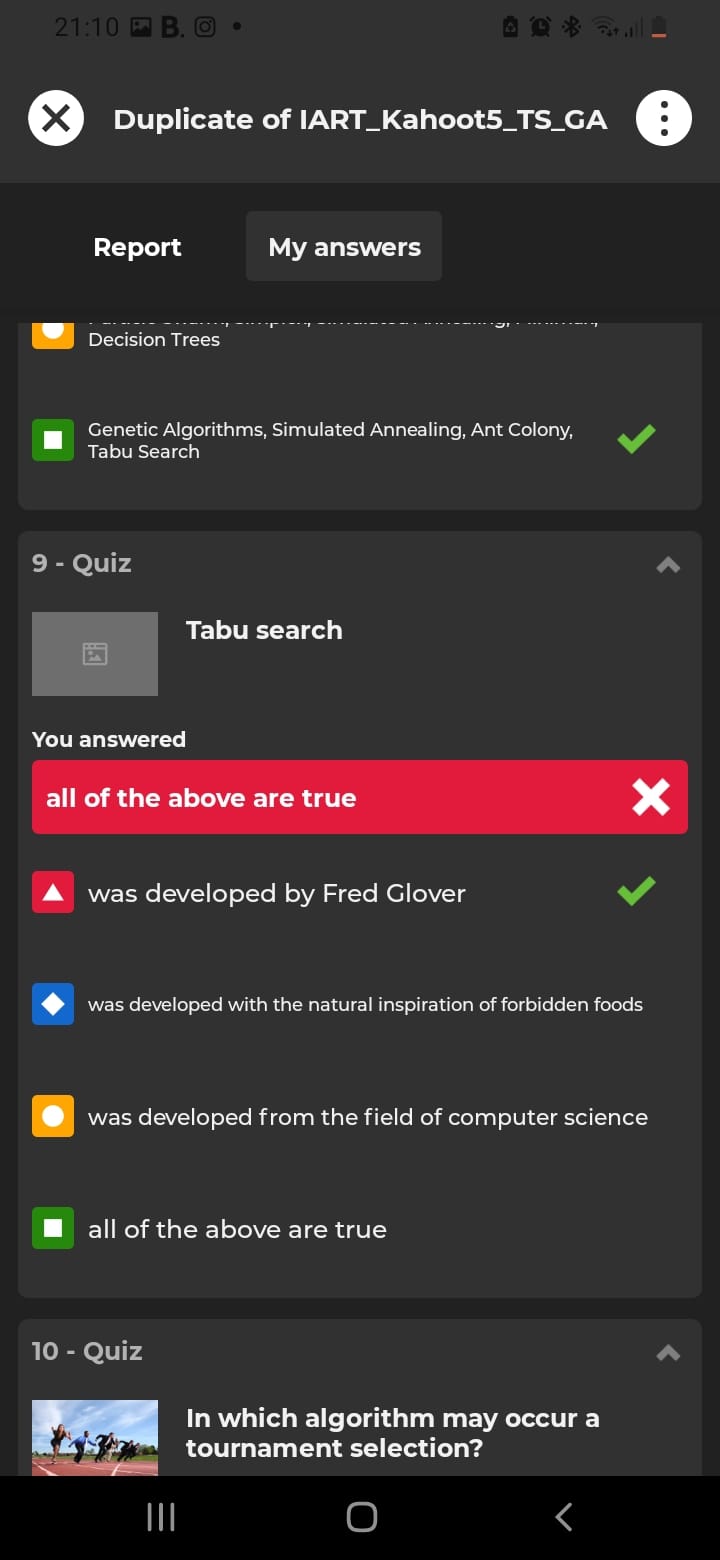 21:10 B.
Duplicate of IART_Kahoot5_TS_GA
Report
My answers
Decision Trees
Genetic Algorithms, Simulated Annealing, Ant Colony,
Tabu Search
9 - Quiz
Tabu search
You answered
all of the above are true
was developed by Fred Glover
was developed with the natural inspiration of forbidden foods
was developed from the field of computer science
all of the above are true
10 - Quiz
In which algorithm may occur a
tournament selection?